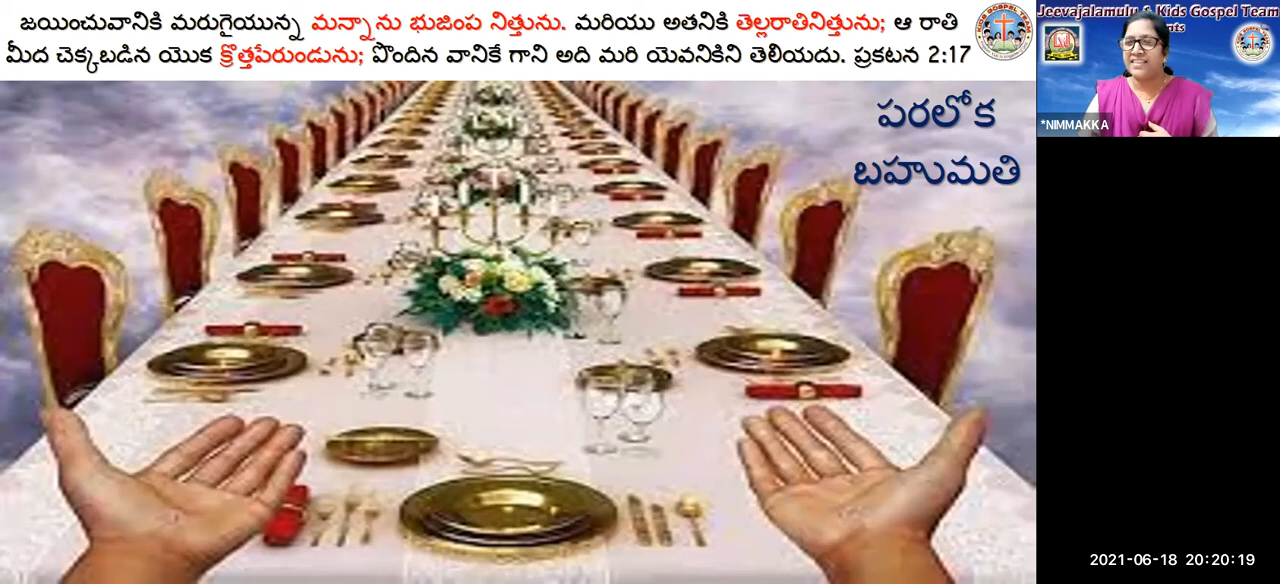 జయించువానికి మరుగైయున్న మన్నాను భుజింప నిత్తును. మరియు అతనికి తెల్లరాతినిత్తును; ఆ రాతి
మీద చెక్కబడిన యొక క్రొత్తపేరుండును; పొందిన వానికే గాని అది మరి యెవనికిని తెలియదు. ప్రకటన 2:17
పరలోక
బహుమతి
Jeevajalamulu & Kids Gospel Team
*NIMMAKKA
2021-06-18 20:20:19